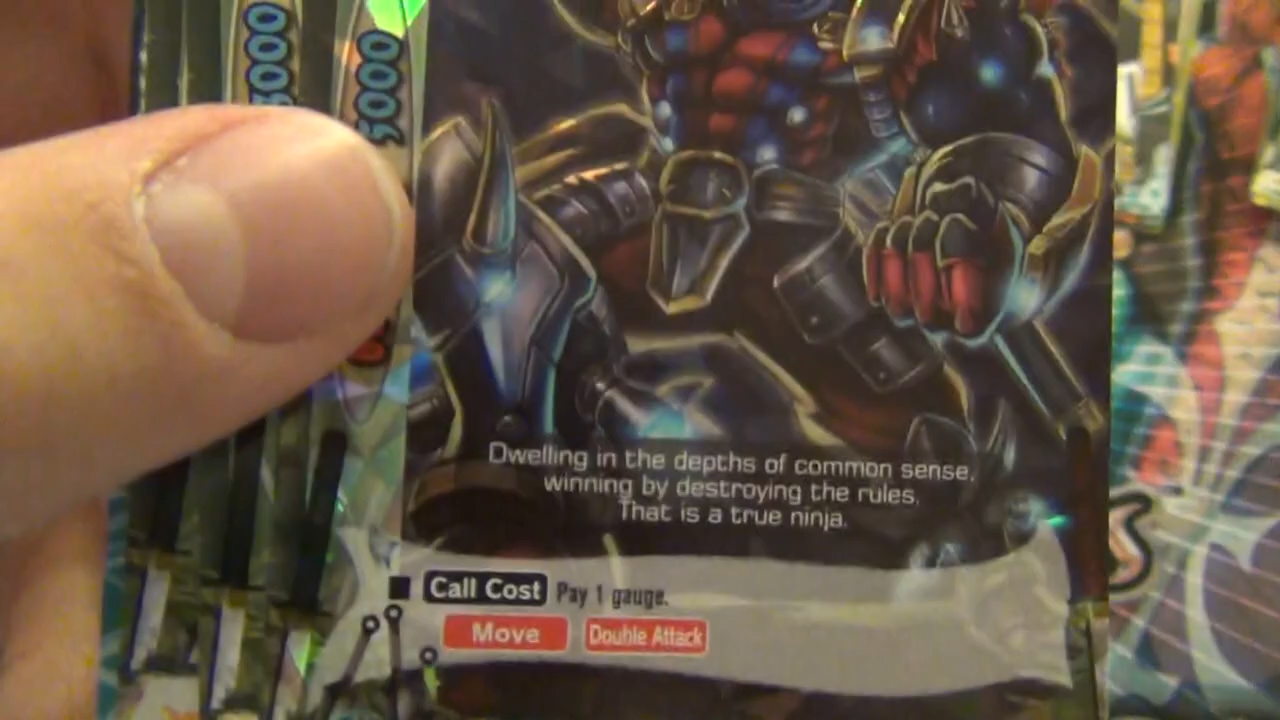 3000
5000
Dwelling in the depths of common sense,
winning by destroying the rules.
That is a true ninja.
Call Cost Pay 1 gauge.
Move Double Attack